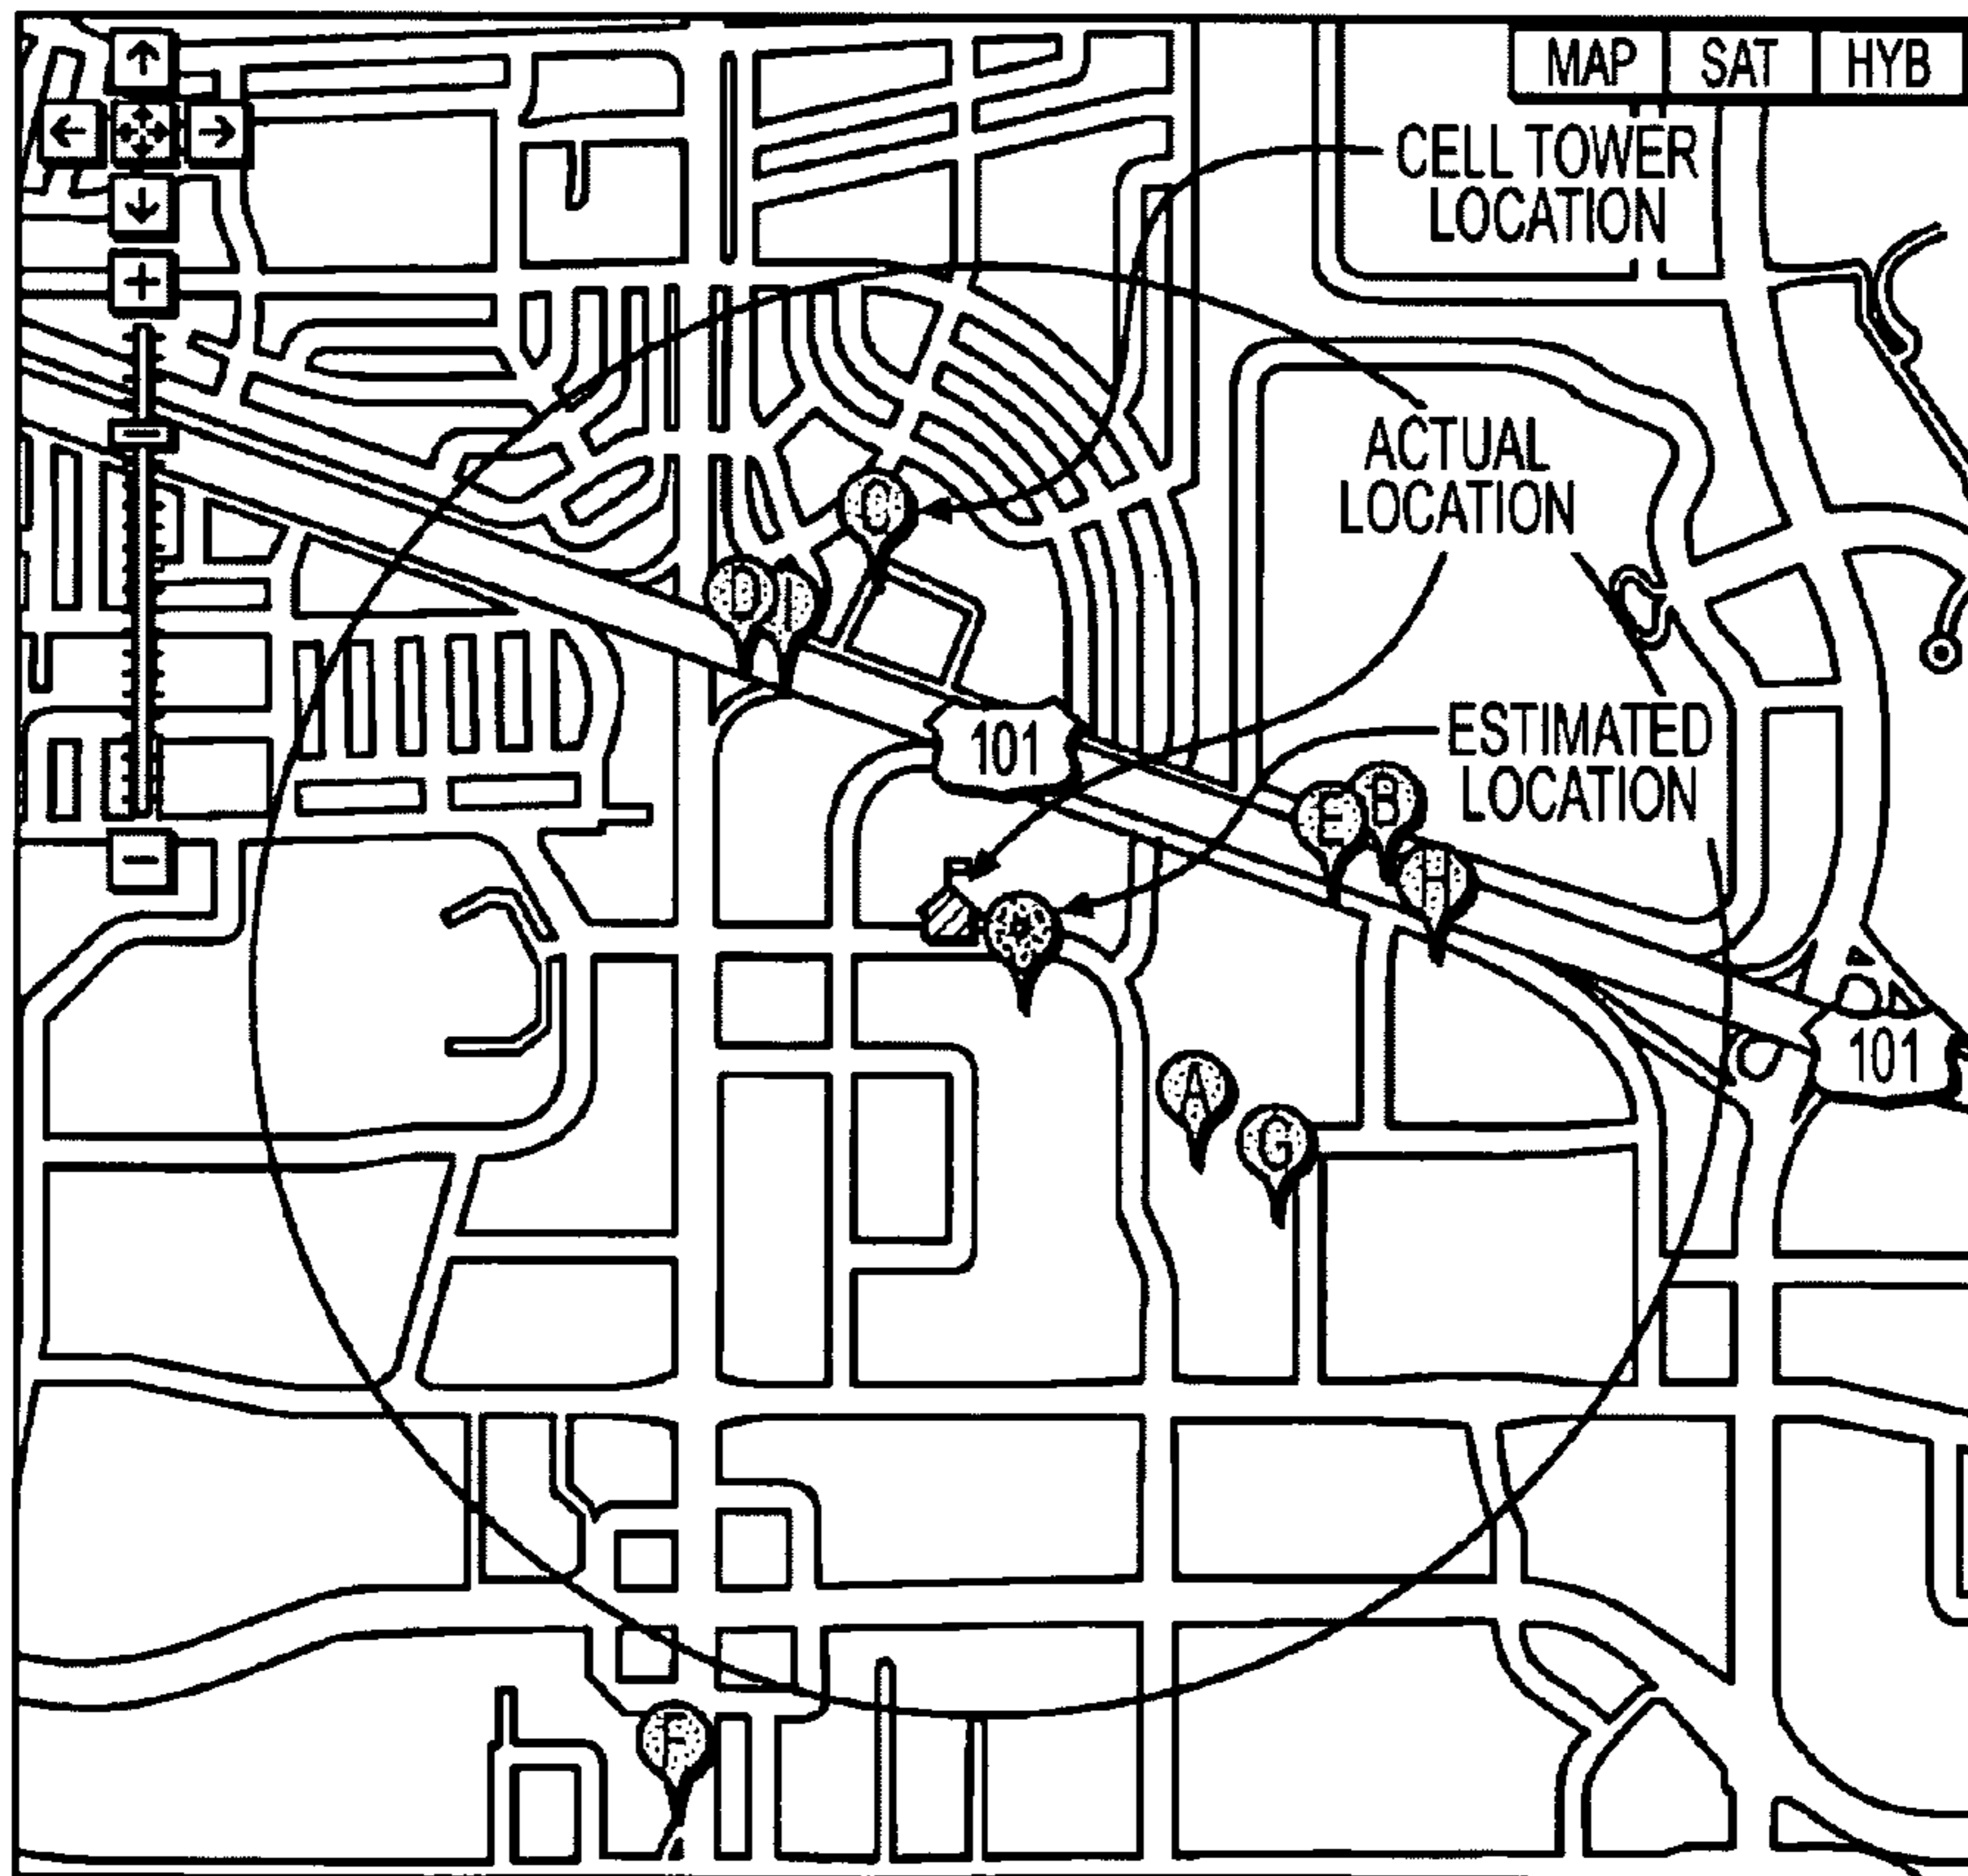 MAP SAT HYB
CELL TOWER
LOCATION
ACTUAL
LOCATION
D I
101
ESTIMATED
LOCATION
E B
H
A
G
101
F